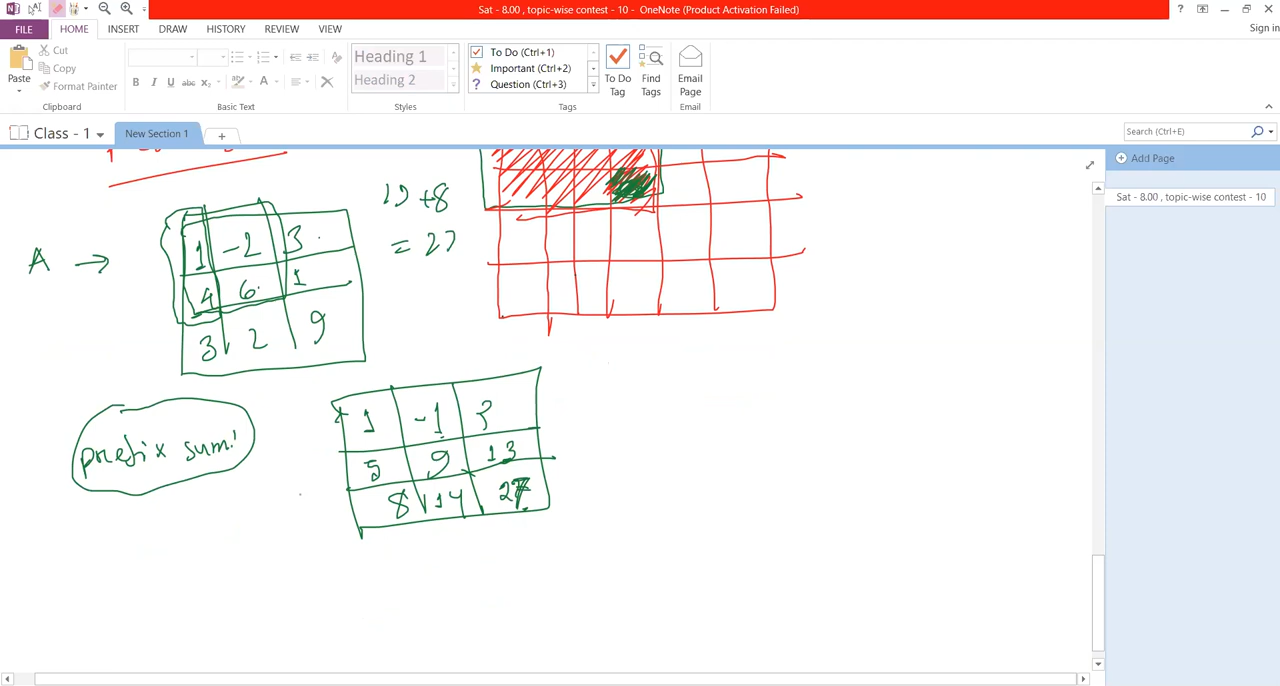 Sat - 8.00 , topic-wise contest - 10 - OneNote (Product Activation Failed)
FILE HOME INSERT DRAW HISTORY REVIEW VIEW
Sign in
Paste
Cut
Copy
Format Painter
Clipboard
B I U abc X₂ A
Basic Text
Heading 1
Heading 2
Styles
To Do (Ctrl+1)
Important (Ctrl+2)
Question (Ctrl+3)
Tags
To Do Tag
Find Tags
Email Page
Email
Class - 1
New Section 1
Search (Ctrl+E)
Add Page
Sat - 8.00 , topic-wise contest - 10
19 + 8
= 27
A →
1 -2 3
4 6 1
3 2 9
prefix sum!
1 -1 2
5 9 13
8 14 27